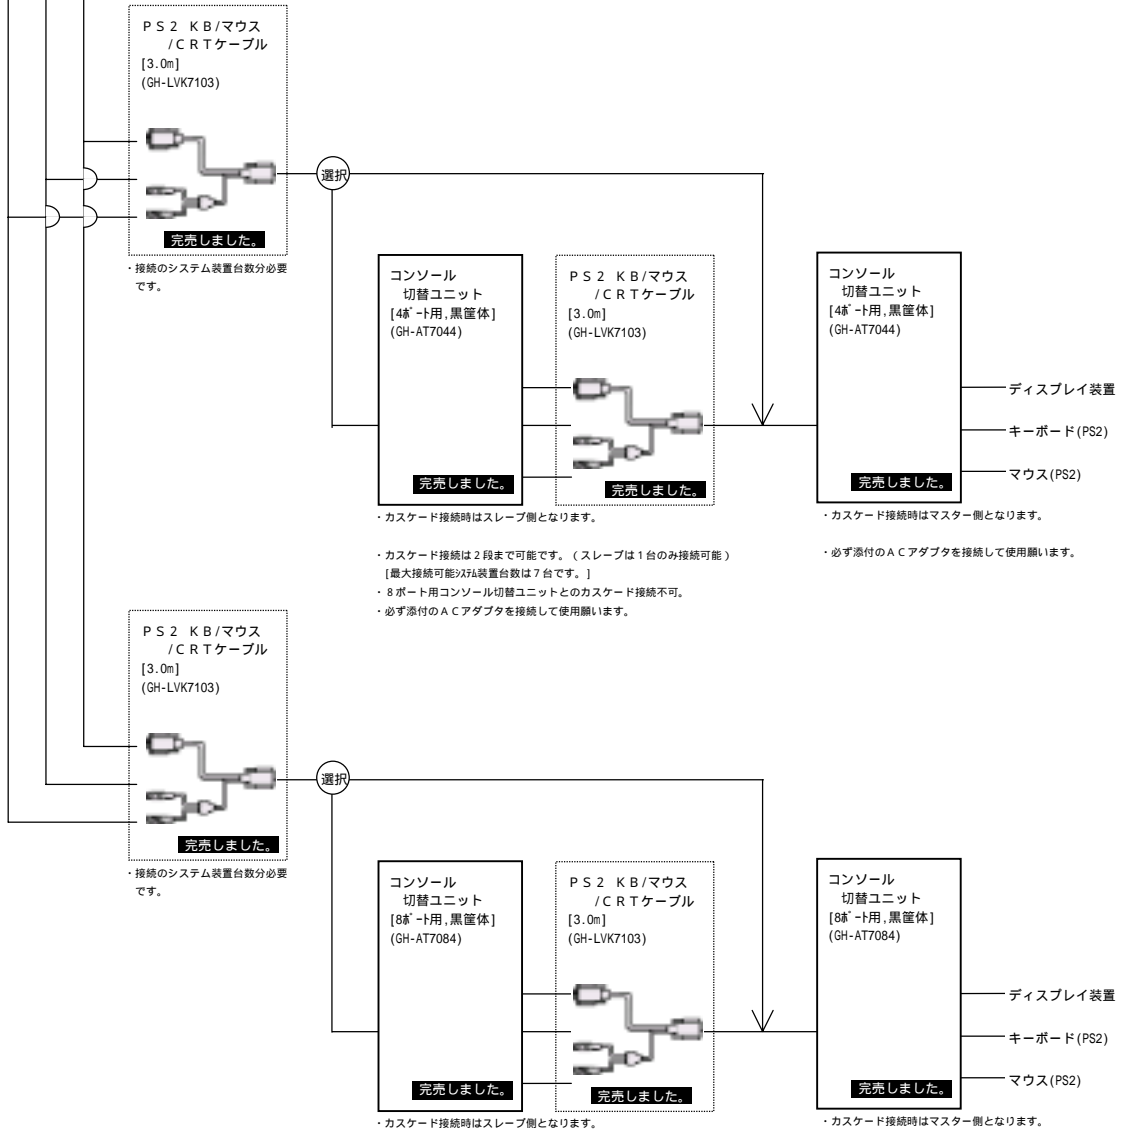 ＰＳ２ ＫＢ/マウス
/ＣＲＴケーブル
[3.0m]
(GH-LVK7103)
完売しました。
・接続のシステム装置台数分必要
です。
選択
コンソール
切替ユニット
[4ﾎﾟｰﾄ用,黒筐体]
(GH-AT7044)
完売しました。
・カスケード接続時はスレーブ側となります。
・カスケード接続は２段まで可能です。（スレーブは１台のみ接続可能）
[最大接続可能ｼｽﾃﾑ装置台数は７台です。]
・８ポート用コンソール切替ユニットとのカスケード接続不可。
・必ず添付のＡＣアダプタを接続して使用願います。
ＰＳ２ ＫＢ/マウス
/ＣＲＴケーブル
[3.0m]
(GH-LVK7103)
完売しました。
コンソール
切替ユニット
[4ﾎﾟｰﾄ用,黒筐体]
(GH-AT7044)
完売しました。
・カスケード接続時はマスター側となります。
・必ず添付のＡＣアダプタを接続して使用願います。
ディスプレイ装置
キーボード(PS2)
マウス(PS2)
ＰＳ２ ＫＢ/マウス
/ＣＲＴケーブル
[3.0m]
(GH-LVK7103)
完売しました。
・接続のシステム装置台数分必要
です。
選択
コンソール
切替ユニット
[8ﾎﾟｰﾄ用,黒筐体]
(GH-AT7084)
完売しました。
・カスケード接続時はスレーブ側となります。
ＰＳ２ ＫＢ/マウス
/ＣＲＴケーブル
[3.0m]
(GH-LVK7103)
完売しました。
コンソール
切替ユニット
[8ﾎﾟｰﾄ用,黒筐体]
(GH-AT7084)
完売しました。
・カスケード接続時はマスター側となります。
ディスプレイ装置
キーボード(PS2)
マウス(PS2)